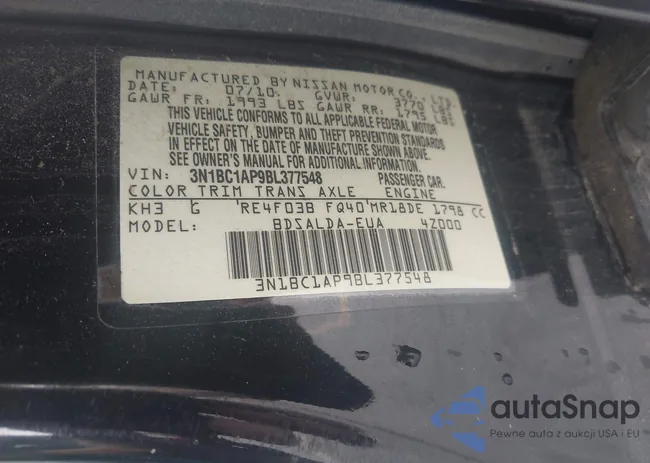 MANUFACTURED BY NISSAN MOTOR CO., LTD.
DATE: 07/10 GVWR: 3770 LBS
GAWR FR: 1993 LBS GAWR RR: 1795 LBS
THIS VEHICLE CONFORMS TO ALL APPLICABLE FEDERAL MOTOR
VEHICLE SAFETY, BUMPER AND THEFT PREVENTION STANDARDS
IN EFFECT ON THE DATE OF MANUFACTURE SHOWN ABOVE.
SEE OWNER'S MANUAL FOR ADDITIONAL INFORMATION
VIN: 3N1BC1AP9BL377548 PASSENGER CAR.
COLOR TRIM TRANS AXLE ENGINE
KH3 G RE4F03B FQ40 MR18DE 1798 CC
MODEL: BDSALDA-EUA 4Z000
3N1BC1AP9BL377548
autaSnap
Pewne auta z aukcji USA i EU